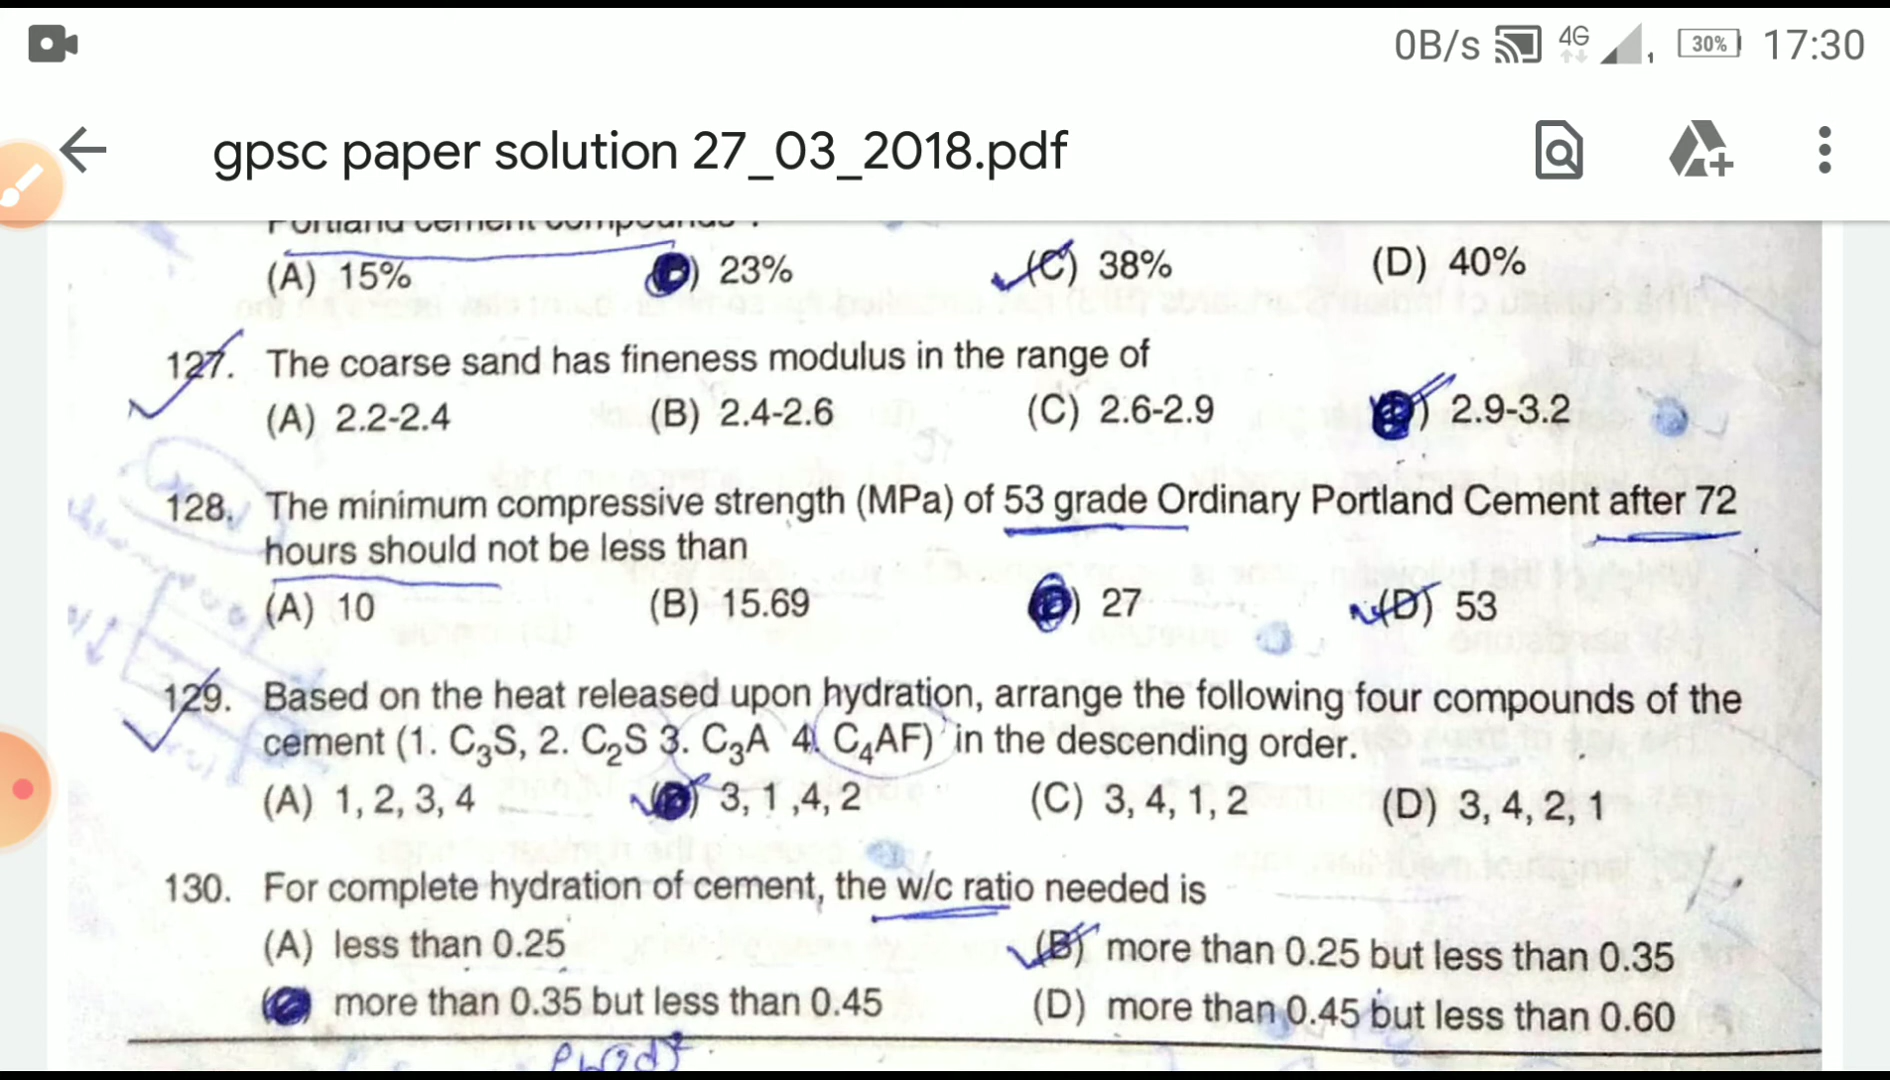 0B/s 4G 1 30% 17:30
gpsc paper solution 27_03_2018.pdf
Portland cement compounds ?
(A) 15% ) 23% (C) 38% (D) 40%
127. The coarse sand has fineness modulus in the range of
(A) 2.2-2.4 (B) 2.4-2.6 (C) 2.6-2.9 ) 2.9-3.2
128. The minimum compressive strength (MPa) of 53 grade Ordinary Portland Cement after 72
hours should not be less than
(A) 10 (B) 15.69 ) 27 (D) 53
129. Based on the heat released upon hydration, arrange the following four compounds of the
cement (1. C₃S, 2. C₂S 3. C₃A 4. C₄AF) in the descending order.
(A) 1, 2, 3, 4 ) 3, 1 ,4, 2 (C) 3, 4, 1, 2 (D) 3, 4, 2, 1
130. For complete hydration of cement, the w/c ratio needed is
(A) less than 0.25 (B) more than 0.25 but less than 0.35
more than 0.35 but less than 0.45 (D) more than 0.45 but less than 0.60